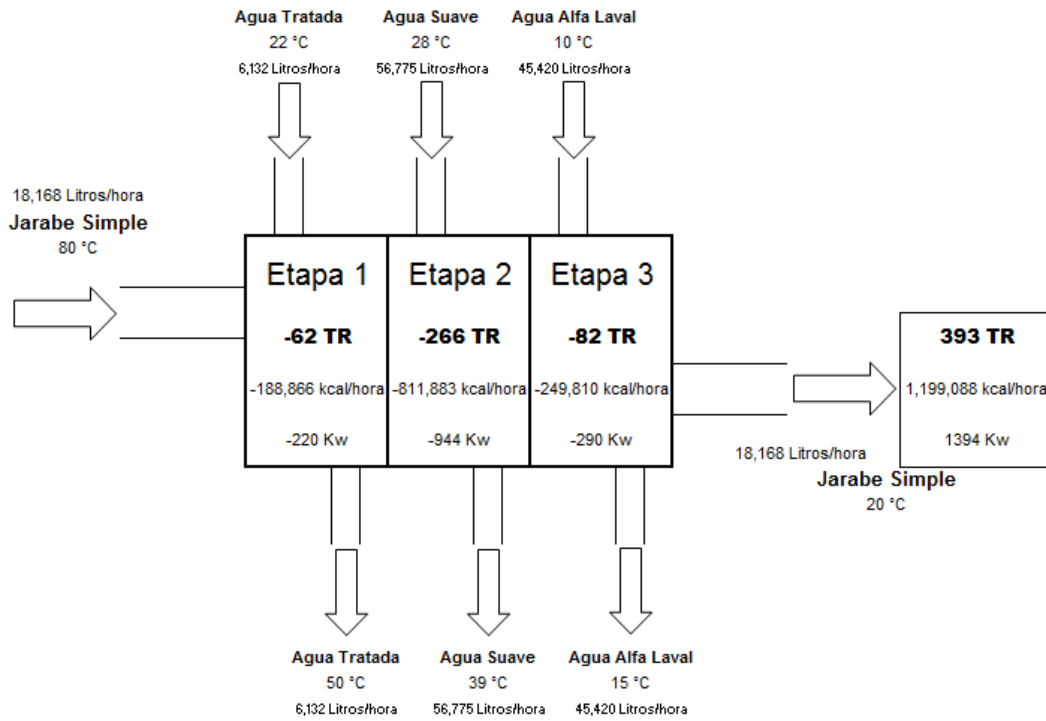 Agua Tratada
22 °C
6,132 Litros/hora
Agua Suave
28 °C
56,775 Litros/hora
Agua Alfa Laval
10 °C
45,420 Litros/hora
18,168 Litros/hora
Jarabe Simple
80 °C
Etapa 1
-62 TR
-188,866 kcal/hora
-220 Kw
Etapa 2
-266 TR
-811,883 kcal/hora
-944 Kw
Etapa 3
-82 TR
-249,810 kcal/hora
-290 Kw
393 TR
1,199,088 kcal/hora
1394 Kw
18,168 Litros/hora
Jarabe Simple
20 °C
Agua Tratada
50 °C
6,132 Litros/hora
Agua Suave
39 °C
56,775 Litros/hora
Agua Alfa Laval
15 °C
45,420 Litros/hora